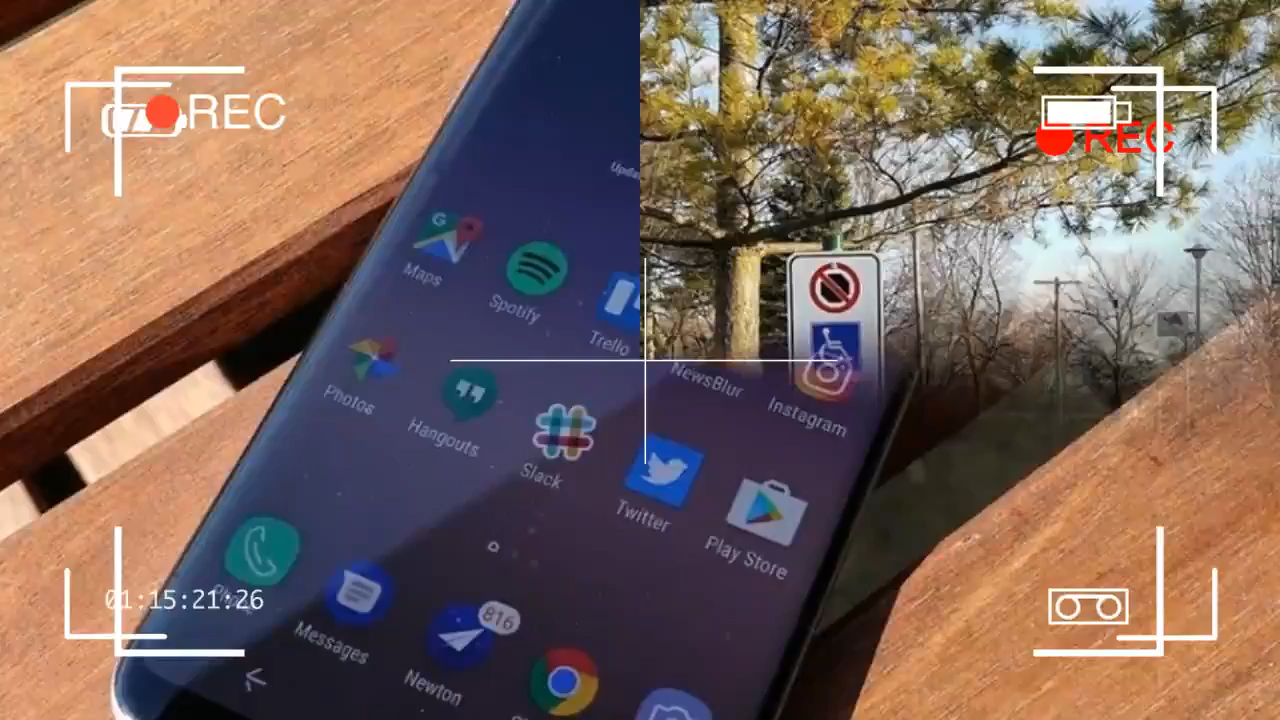 REC
REC
Maps
Spotify
Trello
NewsBlur
Instagram
Photos
Hangouts
Slack
Twitter
Play Store
01:15:21:26
Messages
816
Newton